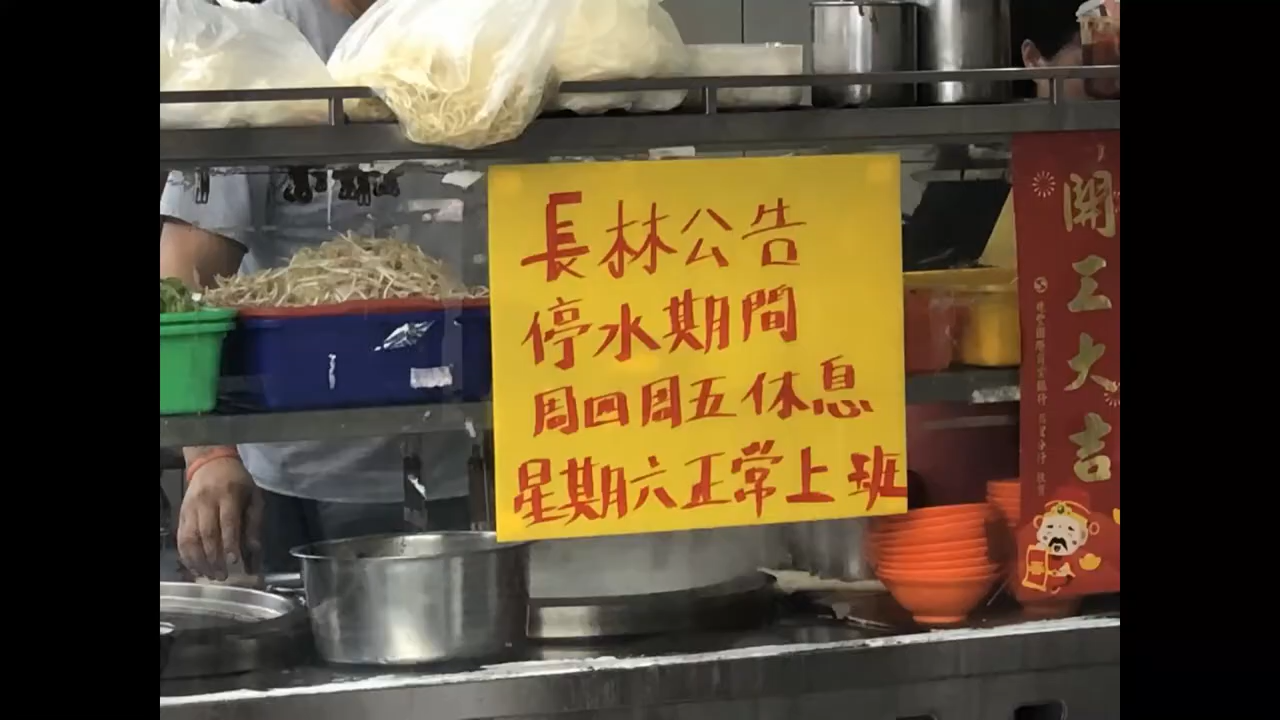 長林公告
停水期間
周四周五休息
星期六正常上班
開工大吉